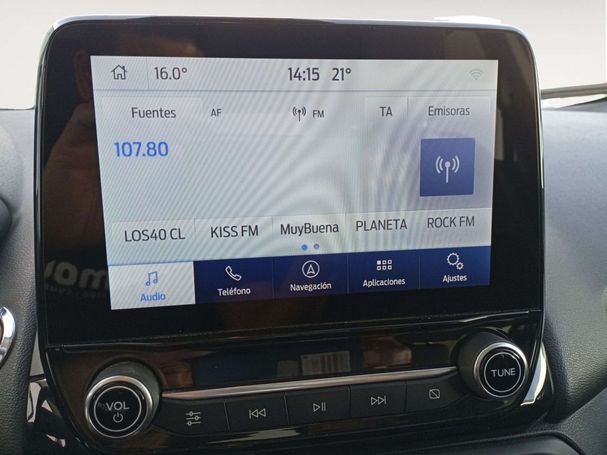 16.0° 14:15 21°
Fuentes AF FM TA Emisoras
107.80
LOS40 CL KISS FM MuyBuena PLANETA ROCK FM
Audio Teléfono Navegación Aplicaciones Ajustes
VOL TUNE